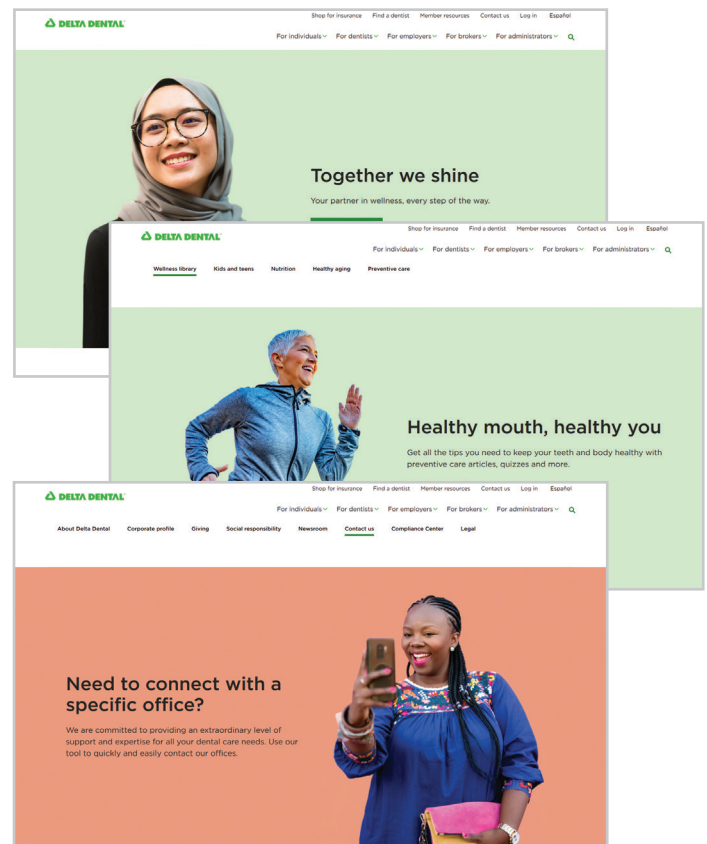 Shop for insurance Find a dentist Member resources Contact us Log in Español
DELTA DENTAL
For individuals For dentists For employers For brokers For administrators
Together we shine
Your partner in wellness, every step of the way.
Shop for insurance Find a dentist Member resources Contact us Log in Español
DELTA DENTAL
For individuals For dentists For employers For brokers For administrators
Wellness library Kids and teens Nutrition Healthy aging Preventive care
Healthy mouth, healthy you
Get all the tips you need to keep your teeth and body healthy with
preventive care articles, quizzes and more.
Shop for insurance Find a dentist Member resources Contact us Log in Español
DELTA DENTAL
For individuals For dentists For employers For brokers For administrators
About Delta Dental Corporate profile Giving Social responsibility Newsroom Contact us Compliance Center Legal
Need to connect with a
specific office?
We are committed to providing an extraordinary level of
support and expertise for all your dental care needs. Use our
tool to quickly and easily contact our offices.